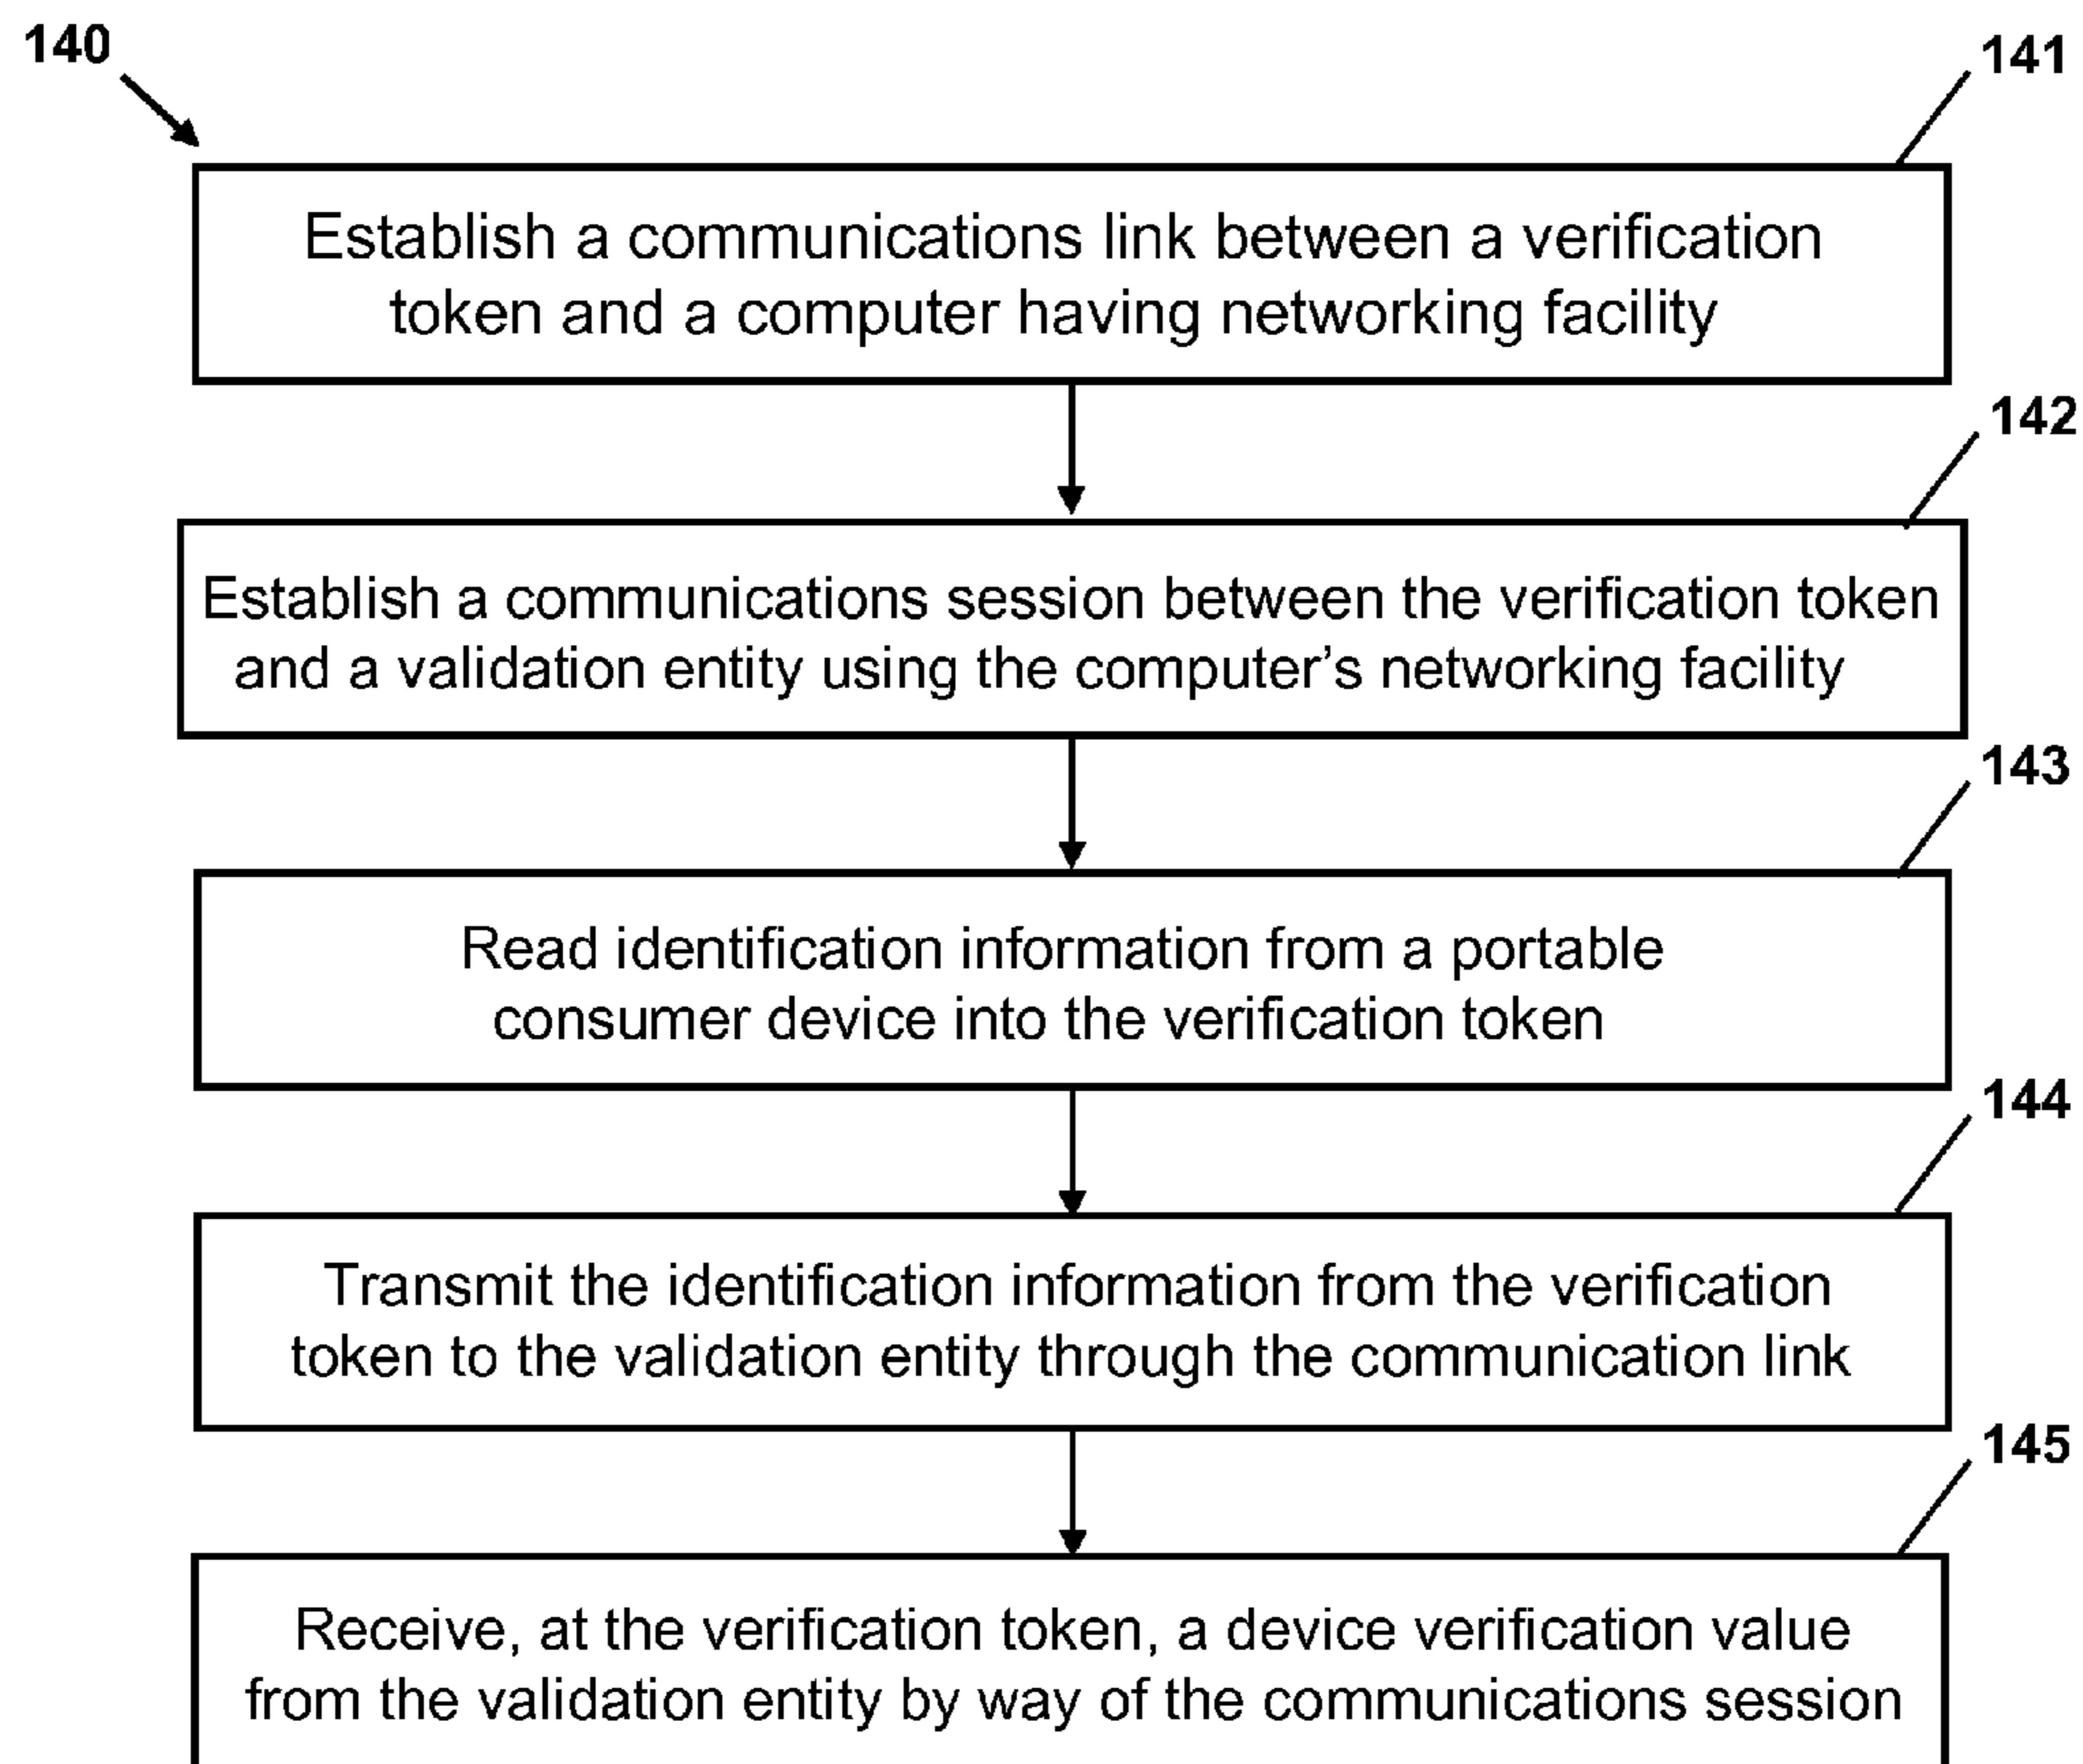 140
141
Establish a communications link between a verification
token and a computer having networking facility
142
Establish a communications session between the verification token
and a validation entity using the computer's networking facility
143
Read identification information from a portable
consumer device into the verification token
144
Transmit the identification information from the verification
token to the validation entity through the communication link
145
Receive, at the verification token, a device verification value
from the validation entity by way of the communications session